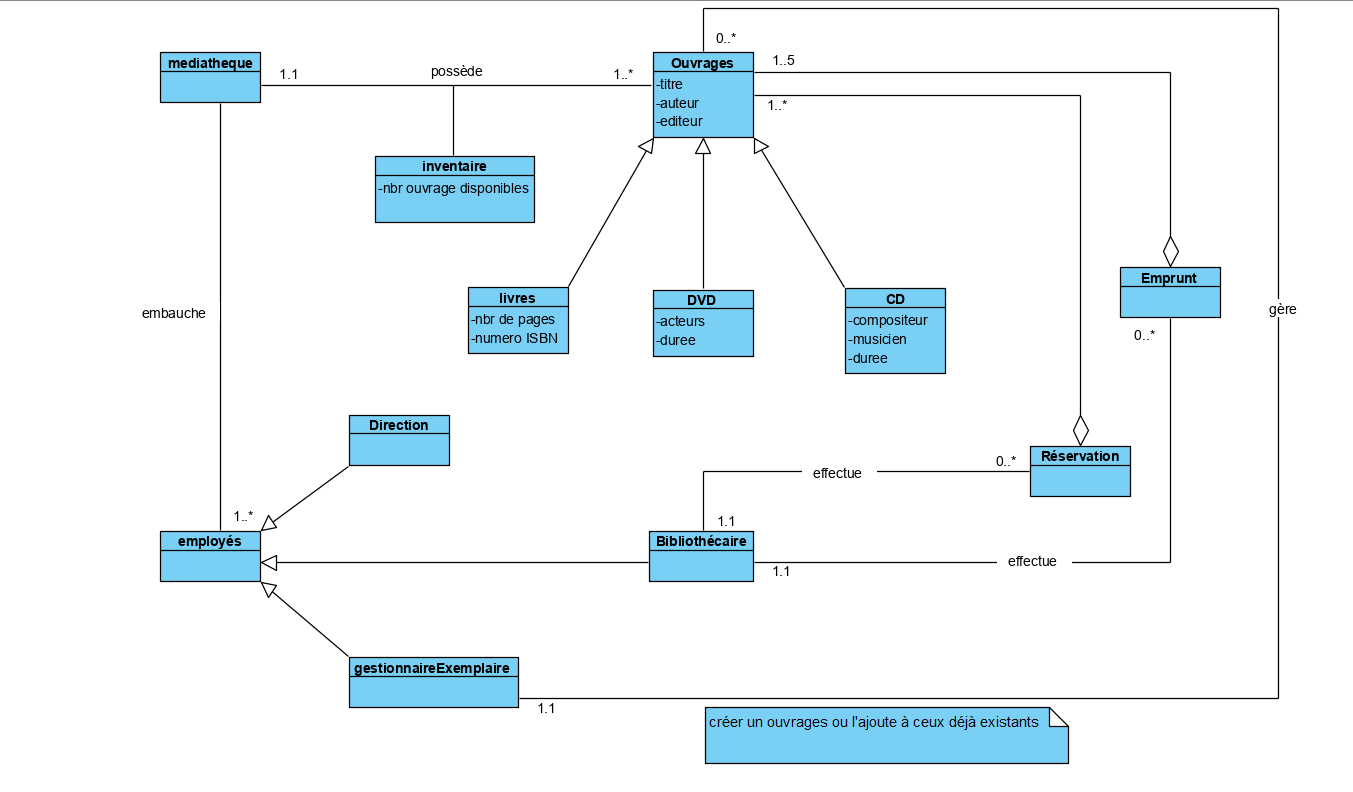 0..*
mediatheque
Ouvrages
1..5
1.1
possède
1..*
-titre
-auteur
-editeur
1..*
inventaire
-nbr ouvrage disponibles
livres
-nbr de pages
-numero ISBN
DVD
-acteurs
-duree
CD
-compositeur
-musicien
-duree
Emprunt
0..*
gère
embauche
Direction
Réservation
0..*
effectue
1..*
1.1
employés
Bibliothécaire
1.1
effectue
gestionnaireExemplaire
1.1
créer un ouvrages ou l'ajoute à ceux déjà existants